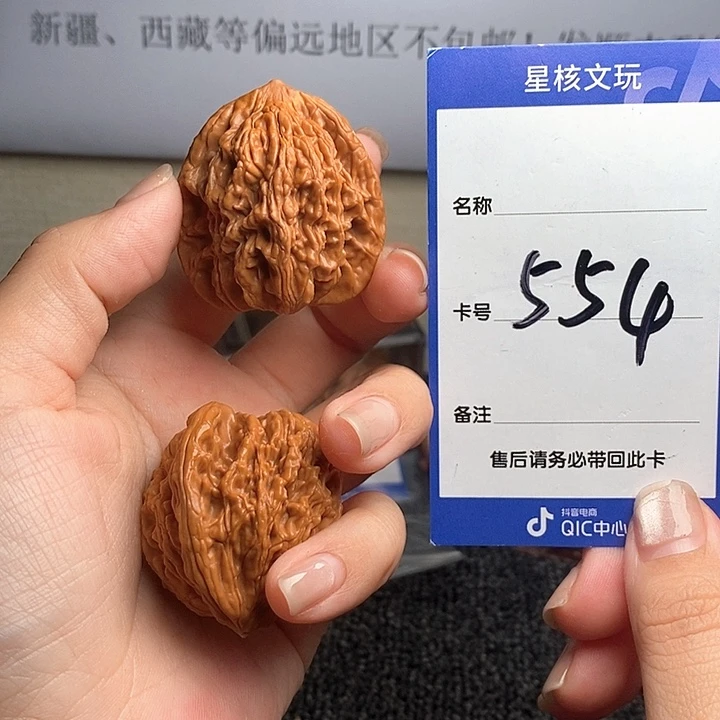 新疆、西藏等偏远地区不包邮！
星核文玩
名称
卡号 554
备注
售后请务必带回此卡
抖音电商
QIC中心